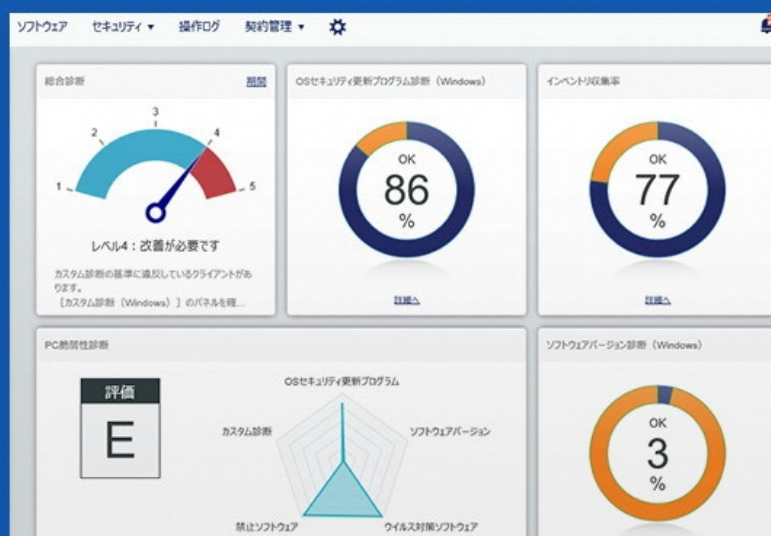 ソフトウェア セキュリティ ▼ 操作ログ 契約管理 ▼
総合診断 期間
1 2 3 4 5
レベル4：改善が必要です
カスタム診断の基準に違反しているクライアントがあ
ります。
［カスタム診断（Windows）］のパネルを確...
OSセキュリティ更新プログラム診断（Windows）
OK
86
%
詳細へ
インベントリ収集率
OK
77
%
詳細へ
PC脆弱性診断
評価
E
OSセキュリティ更新プログラム
カスタム診断
ソフトウェアバージョン
禁止ソフトウェア
ウイルス対策ソフトウェア
ソフトウェアバージョン診断（Windows）
OK
3
%